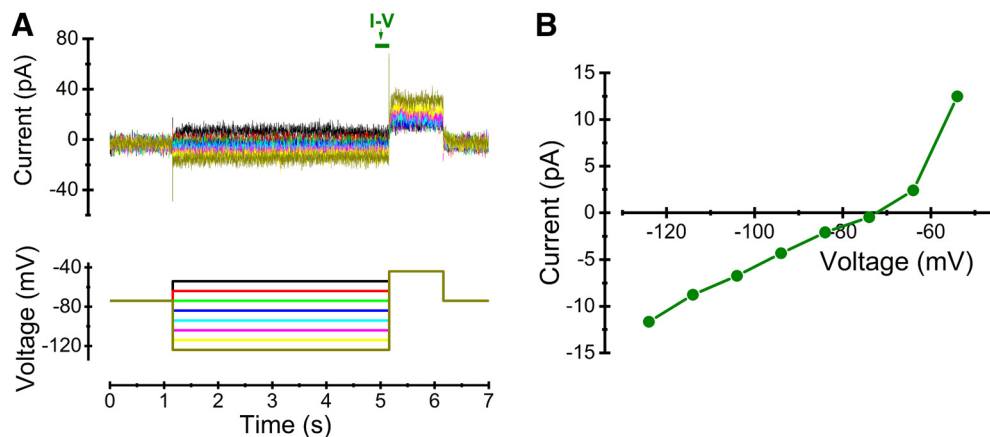 A
I-V
80
40
0
-40
Current (pA)
-40
-80
-120
Voltage (mV)
0 1 2 3 4 5 6 7
Time (s)
B
15
10
5
0
-5
-10
-15
Current (pA)
-120 -100 -80 -60
Voltage (mV)